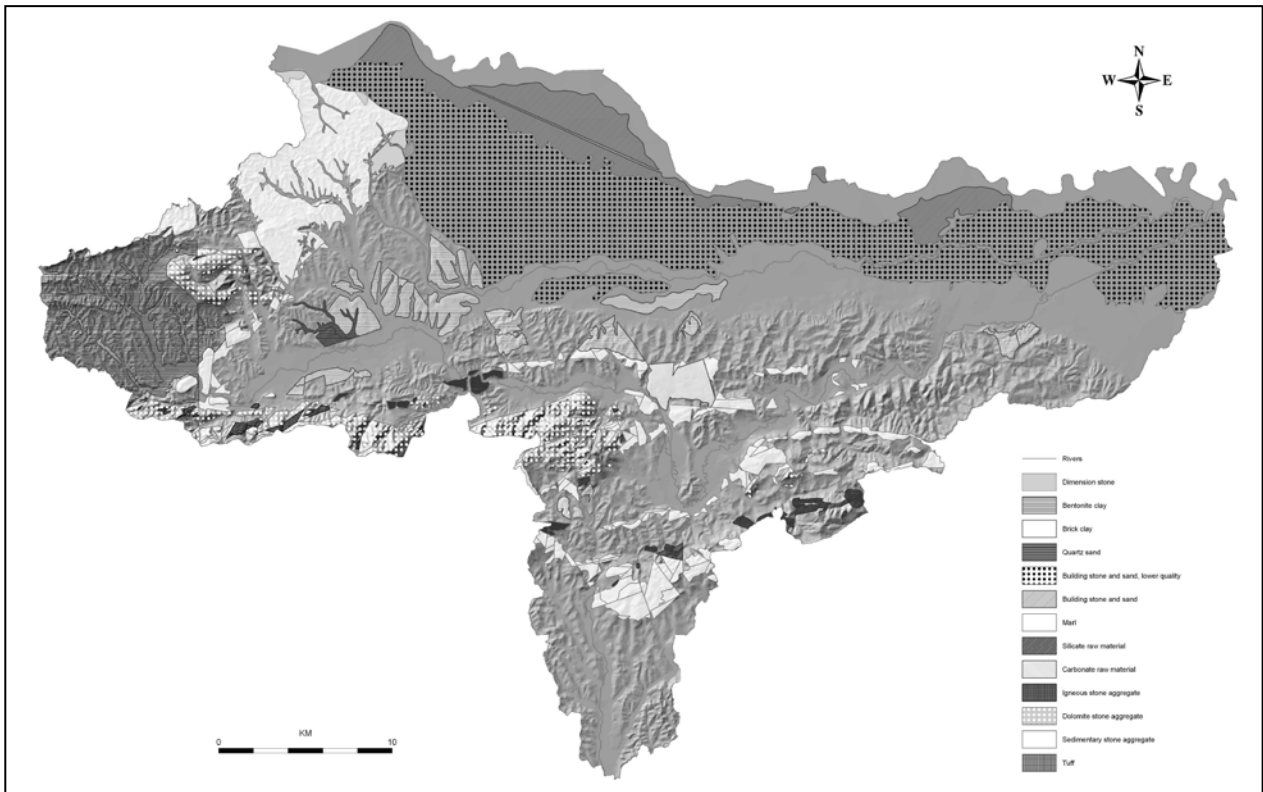 N
W E
S
Rivers
Dimension stone
Bentonite clay
Brick clay
Quartz sand
Building stone and sand, lower quality
Building stone and sand
Marl
Silicate raw material
Carbonate raw material
Igneous stone aggregate
Dolomite stone aggregate
Sedimentary stone aggregate
Tuff
KM
0 10